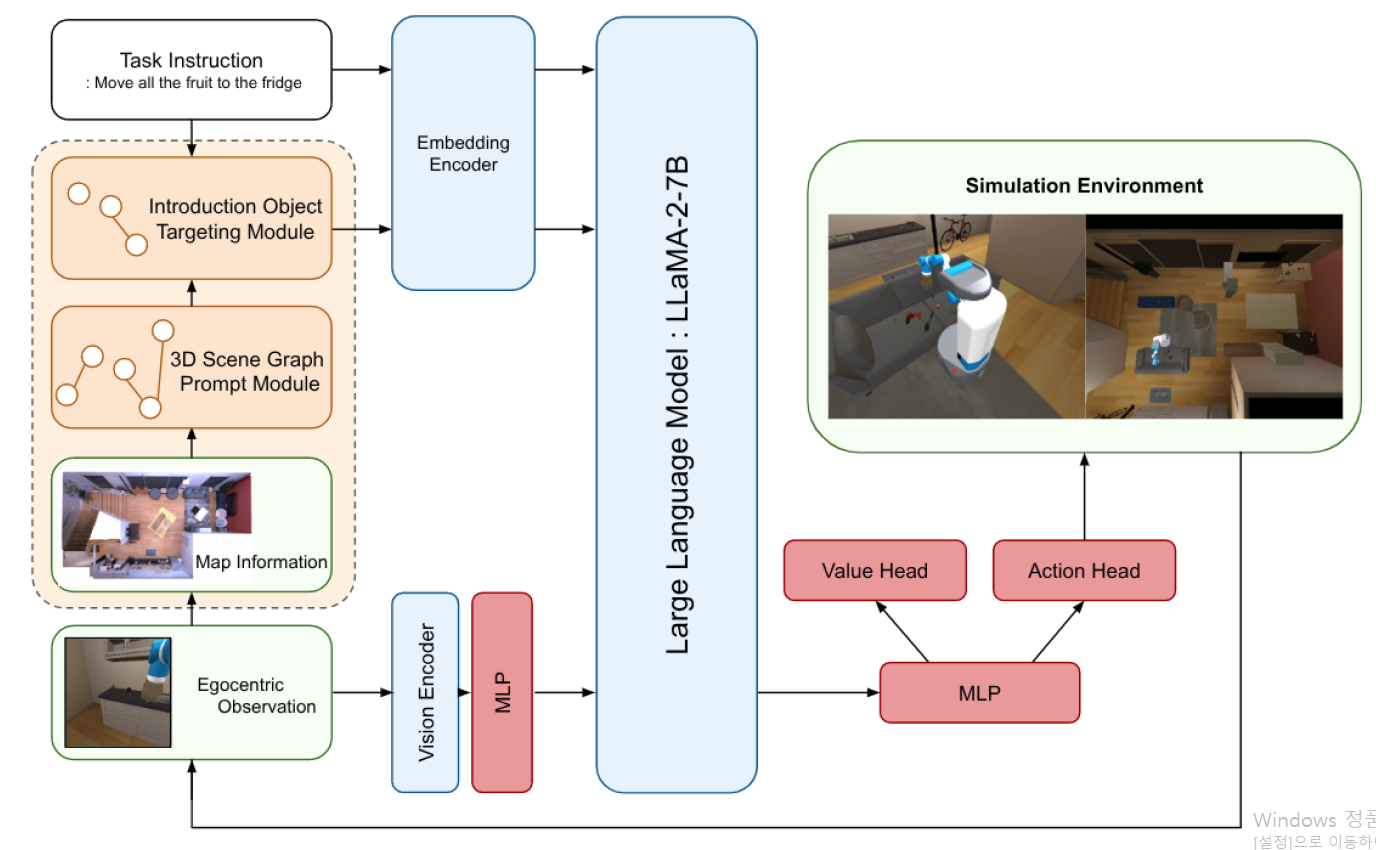 Task Instruction
: Move all the fruit to the fridge
Embedding
Encoder
Introduction Object
Targeting Module
3D Scene Graph
Prompt Module
Map Information
Egocentric
Observation
Vision Encoder
MLP
Large Language Model : LLaMA-2-7B
Simulation Environment
Value Head
Action Head
MLP
Windows 정품
[설정]으로 이동하